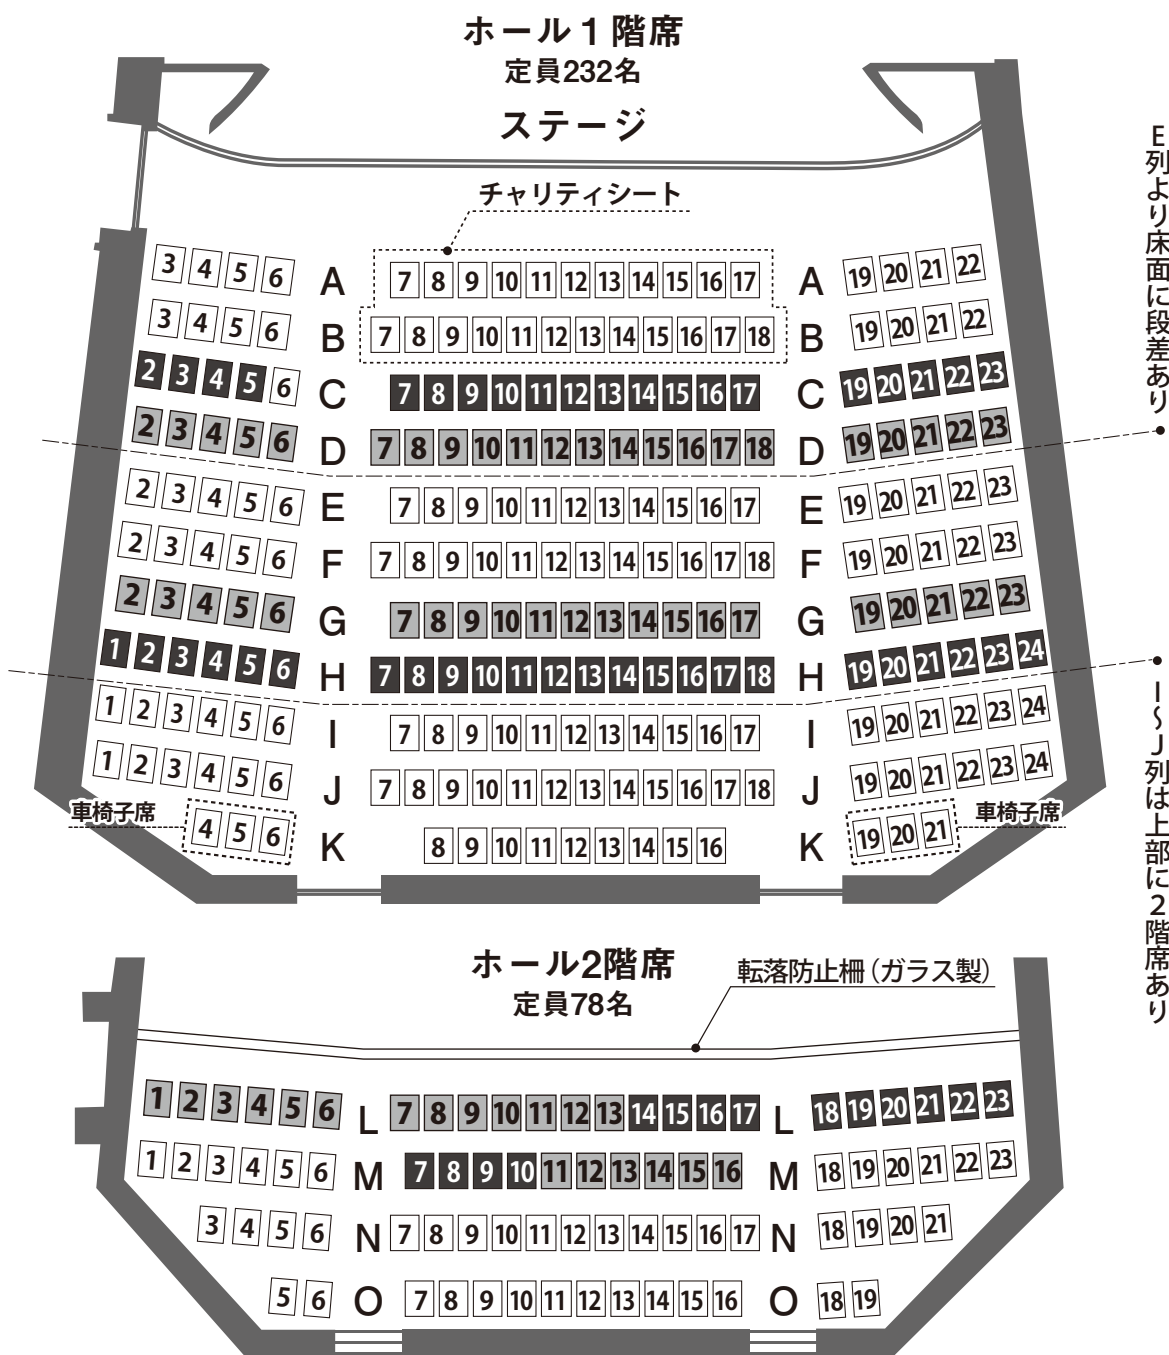 ホール１階席
定員232名
ステージ
チャリティシート
3 4 5 6 A 7 8 9 10 11 12 13 14 15 16 17 A 19 20 21 22
3 4 5 6 B 7 8 9 10 11 12 13 14 15 16 17 18 B 19 20 21 22
2 3 4 5 6 C 7 8 9 10 11 12 13 14 15 16 17 C 19 20 21 22 23
2 3 4 5 6 D 7 8 9 10 11 12 13 14 15 16 17 18 D 19 20 21 22 23
2 3 4 5 6 E 7 8 9 10 11 12 13 14 15 16 17 E 19 20 21 22 23
2 3 4 5 6 F 7 8 9 10 11 12 13 14 15 16 17 18 F 19 20 21 22 23
2 3 4 5 6 G 7 8 9 10 11 12 13 14 15 16 17 G 19 20 21 22 23
1 2 3 4 5 6 H 7 8 9 10 11 12 13 14 15 16 17 18 H 19 20 21 22 23 24
1 2 3 4 5 6 I 7 8 9 10 11 12 13 14 15 16 17 I 19 20 21 22 23 24
1 2 3 4 5 6 J 7 8 9 10 11 12 13 14 15 16 17 18 J 19 20 21 22 23 24
車椅子席 4 5 6 K 8 9 10 11 12 13 14 15 16 K 19 20 21 車椅子席
E列より床面に段差あり
I〜J列は上部に2階席あり
ホール2階席
定員78名
転落防止柵（ガラス製）
1 2 3 4 5 6 L 7 8 9 10 11 12 13 14 15 16 17 L 18 19 20 21 22 23
1 2 3 4 5 6 M 7 8 9 10 11 12 13 14 15 16 M 18 19 20 21 22 23
3 4 5 6 N 7 8 9 10 11 12 13 14 15 16 17 N 18 19 20 21
5 6 O 7 8 9 10 11 12 13 14 15 16 O 18 19